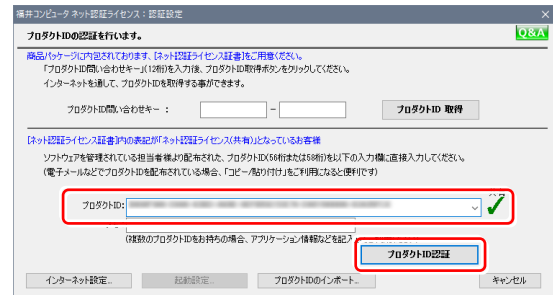 福井コンピュータ ネット認証ライセンス：認証設定
プロダクトIDの認証を行います。
Q&A
商品パッケージに内包されております、[ネット認証ライセンス証書]をご用意ください。
「プロダクトID問い合わせキー」(12桁)を入力後、プロダクトID取得ボタンをクリックしてください。
インターネットを通して、プロダクトIDを取得する事ができます。
プロダクトID問い合わせキー ：
－
プロダクトID 取得
[ネット認証ライセンス証書]内の表記が「ネット認証ライセンス(共有)」となっているお客様
ソフトウェアを管理されている担当者様より配布された、プロダクトID(56桁または58桁)を以下の入力欄に直接入力してください。
(電子メールなどでプロダクトIDを配布されている場合、「コピー/貼り付け」をご利用になると便利です)
プロダクトID:
(複数のプロダクトIDをお持ちの場合、アプリケーション情報などを記入
プロダクトID認証
インターネット設定...
起動設定...
プロダクトIDのインポート...
キャンセル